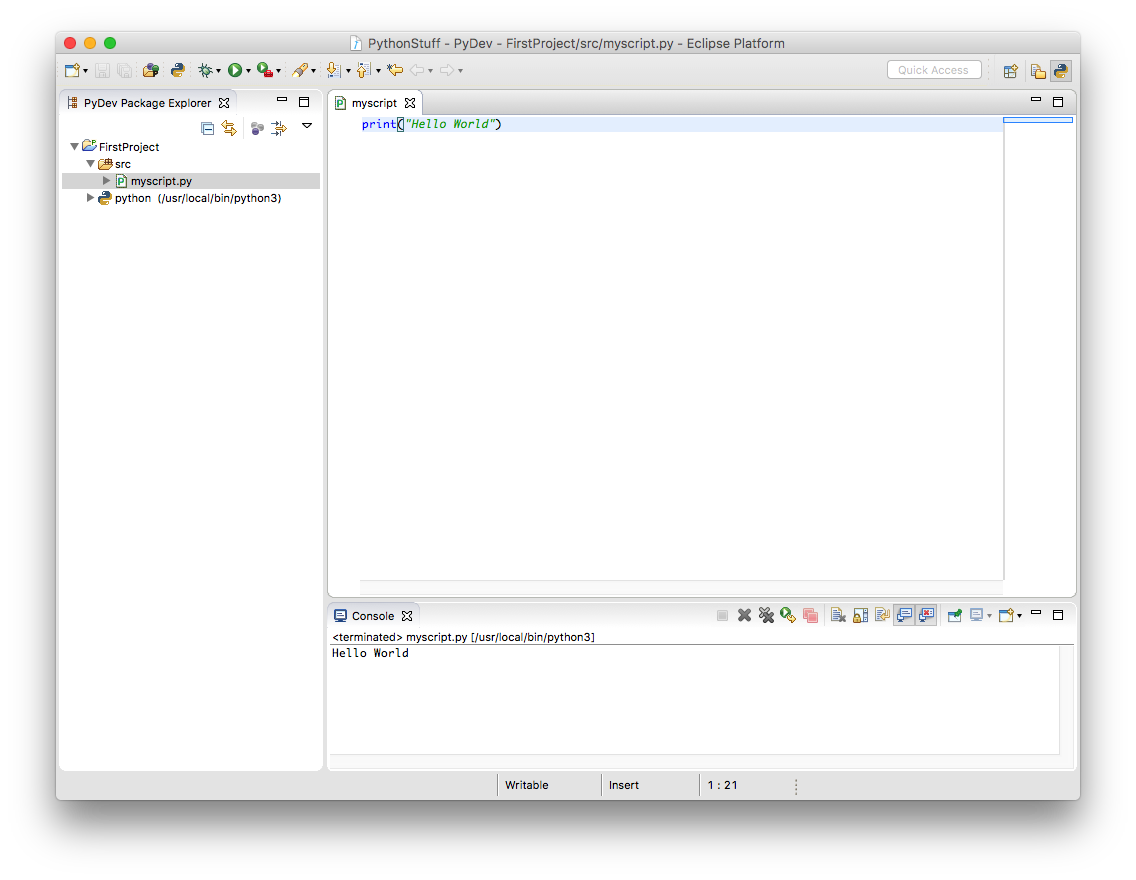 PythonStuff - PyDev - FirstProject/src/myscript.py - Eclipse Platform
Quick Access
PyDev Package Explorer
FirstProject
src
myscript.py
python (/usr/local/bin/python3)
myscript
print("Hello World")
Console
<terminated> myscript.py [/usr/local/bin/python3]
Hello World
Writable Insert 1 : 21